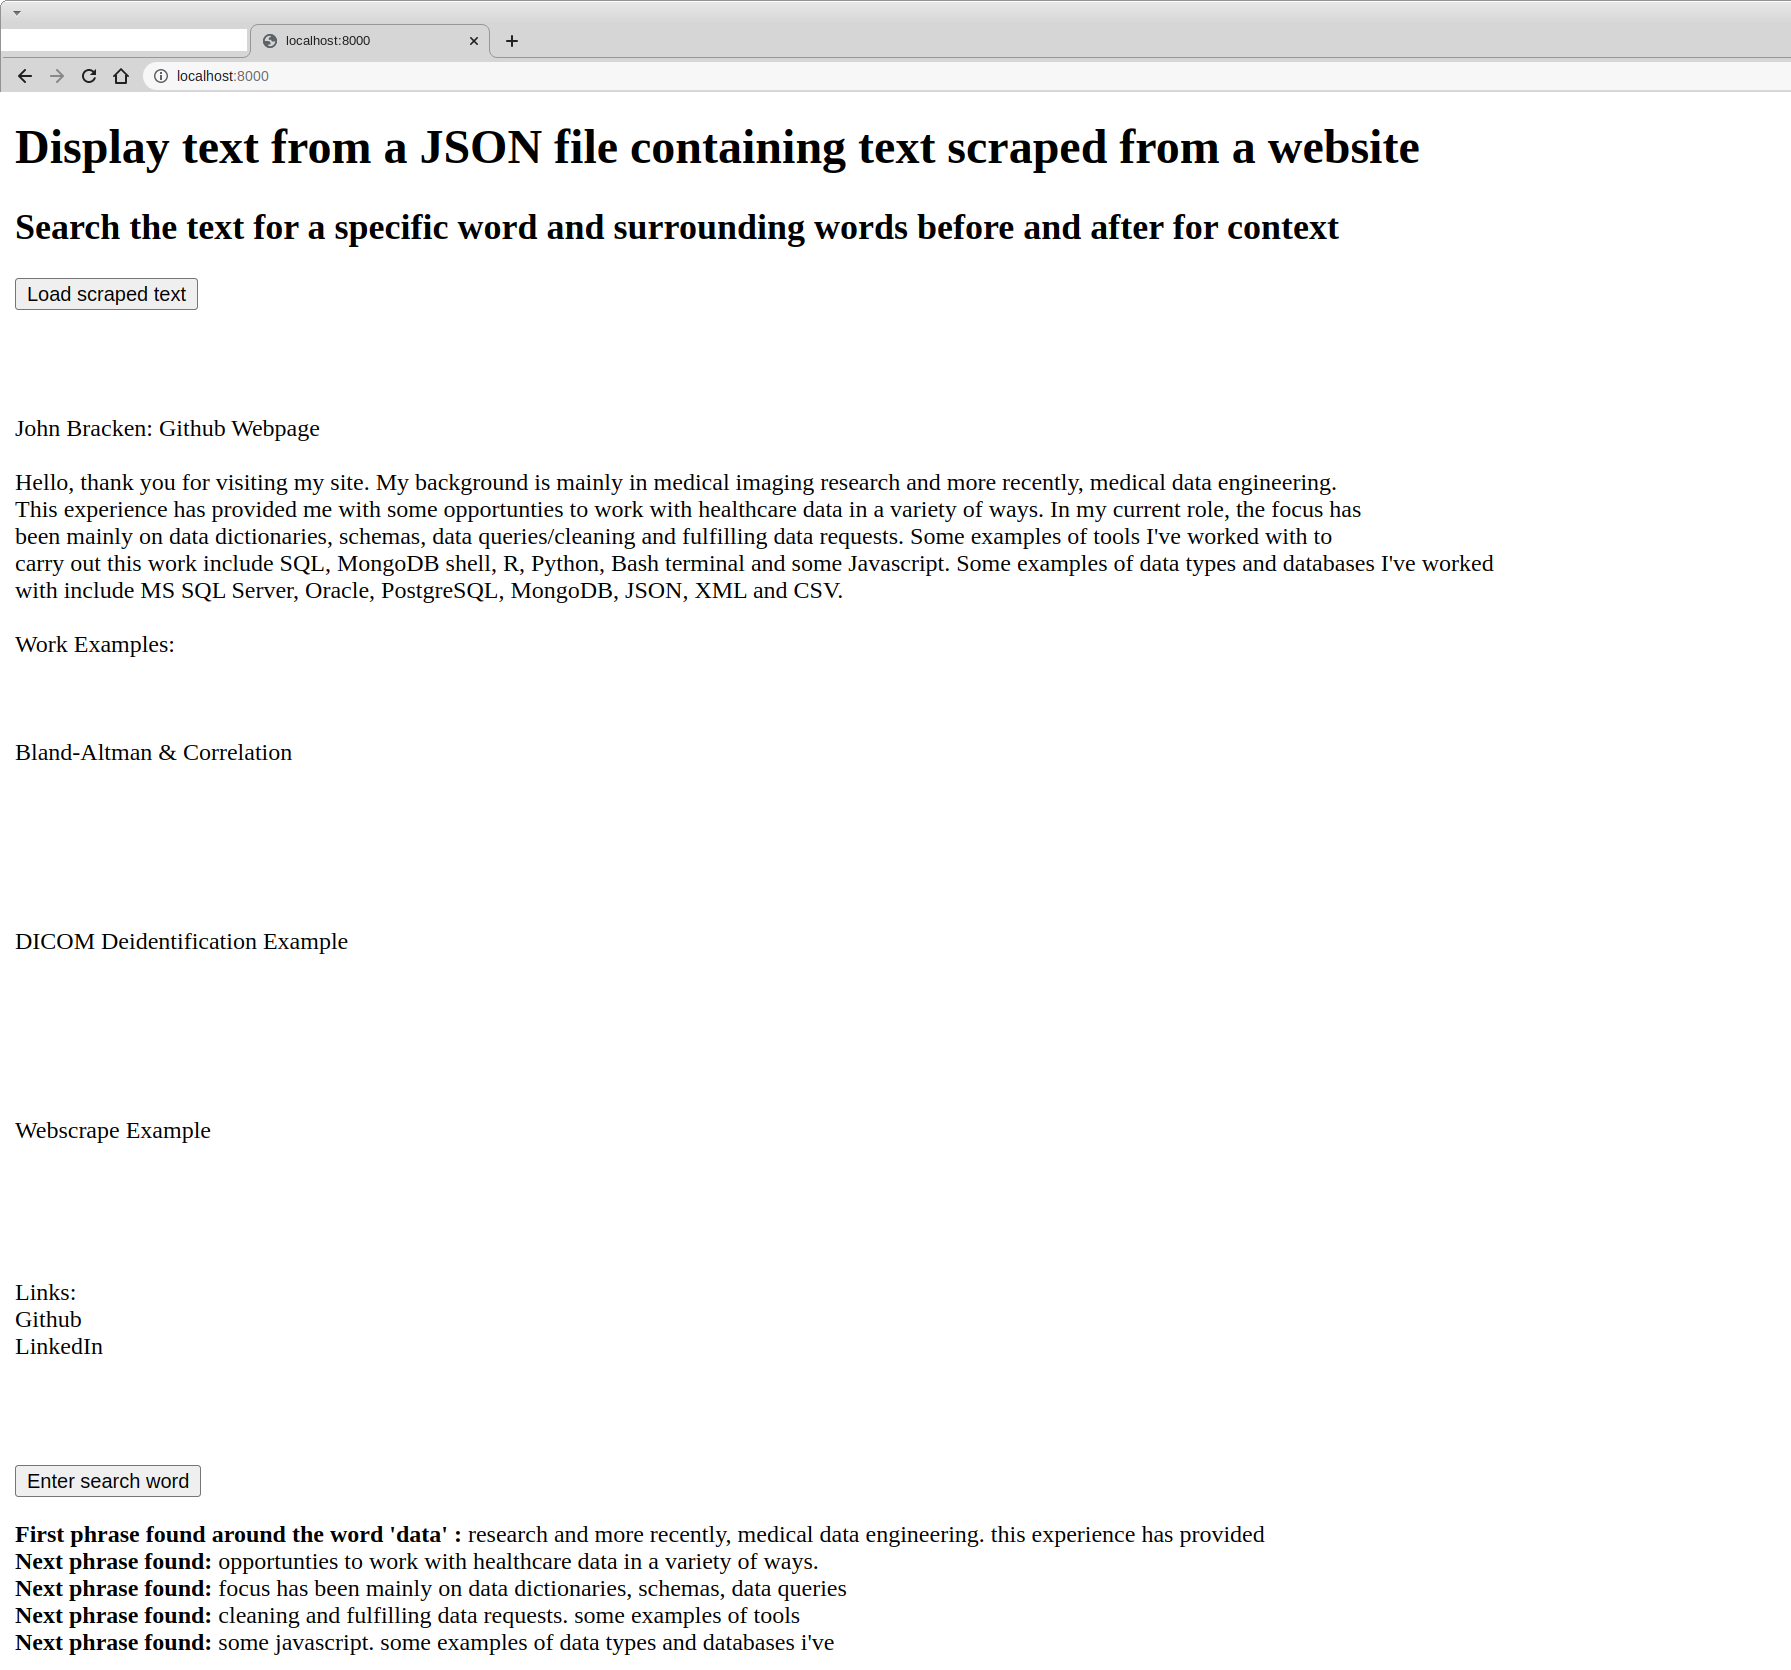 localhost:8000
localhost:8000
Display text from a JSON file containing text scraped from a website
Search the text for a specific word and surrounding words before and after for context
Load scraped text
John Bracken: Github Webpage
Hello, thank you for visiting my site. My background is mainly in medical imaging research and more recently, medical data engineering.
This experience has provided me with some opportunties to work with healthcare data in a variety of ways. In my current role, the focus has
been mainly on data dictionaries, schemas, data queries/cleaning and fulfilling data requests. Some examples of tools I've worked with to
carry out this work include SQL, MongoDB shell, R, Python, Bash terminal and some Javascript. Some examples of data types and databases I've worked
with include MS SQL Server, Oracle, PostgreSQL, MongoDB, JSON, XML and CSV.
Work Examples:
Bland-Altman & Correlation
DICOM Deidentification Example
Webscrape Example
Links:
Github
LinkedIn
Enter search word
First phrase found around the word 'data' : research and more recently, medical data engineering. this experience has provided
Next phrase found: opportunties to work with healthcare data in a variety of ways.
Next phrase found: focus has been mainly on data dictionaries, schemas, data queries
Next phrase found: cleaning and fulfilling data requests. some examples of tools
Next phrase found: some javascript. some examples of data types and databases i've